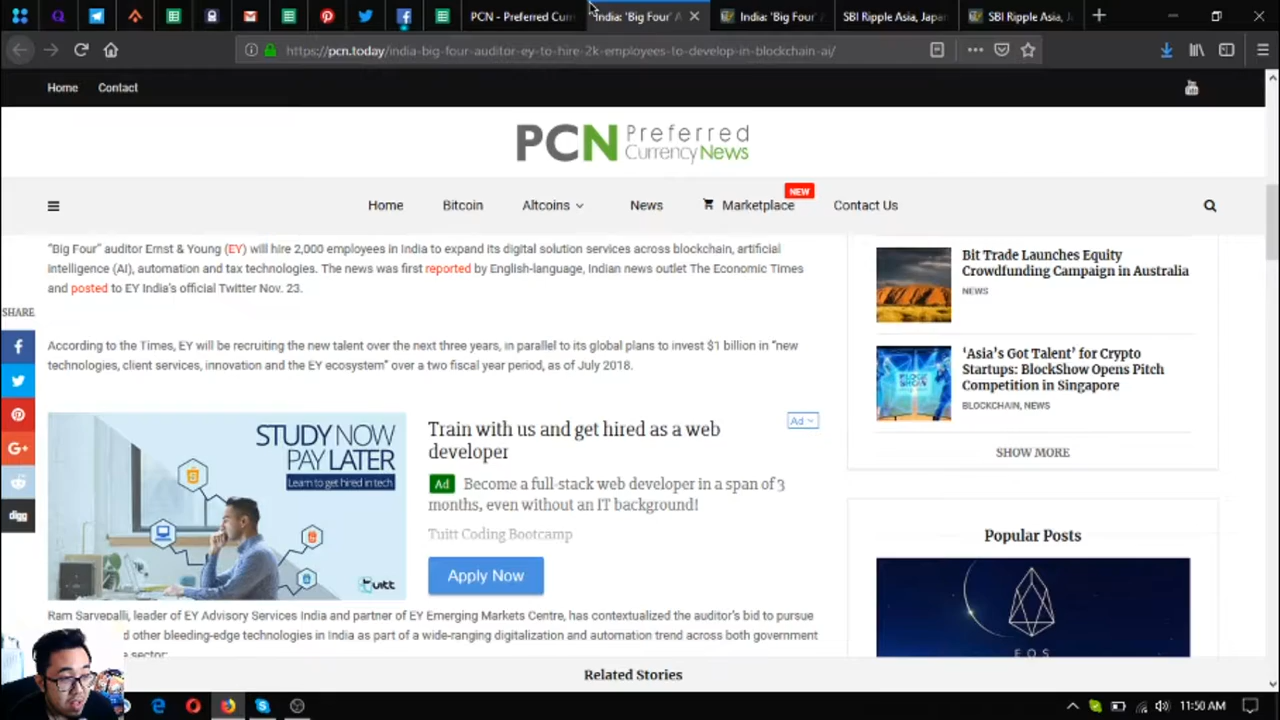 PCN - Preferred Curr
India: 'Big Four' A
India: 'Big Four' A
SBI Ripple Asia, Japan
SBI Ripple Asia, J
https://pcn.today/india-big-four-auditor-ey-to-hire-2k-employees-to-develop-in-blockchain-ai/
Home Contact
You
PCN Preferred
CurrencyNews
Home Bitcoin Altcoins News Marketplace Contact Us
NEW
"Big Four" auditor Ernst & Young (EY) will hire 2,000 employees in India to expand its digital solution services across blockchain, artificial
intelligence (AI), automation and tax technologies. The news was first reported by English-language, Indian news outlet The Economic Times
and posted to EY India's official Twitter Nov. 23.
SHARE
According to the Times, EY will be recruiting the new talent over the next three years, in parallel to its global plans to invest $1 billion in "new
technologies, client services, innovation and the EY ecosystem" over a two fiscal year period, as of July 2018.
digg
STUDY NOW
PAY LATER
Learn to get hired in tech
tuitt
Train with us and get hired as a web
developer
Ad
Ad Become a full-stack web developer in a span of 3
months, even without an IT background!
Tuitt Coding Bootcamp
Apply Now
Ram Sarvepalli, leader of EY Advisory Services India and partner of EY Emerging Markets Centre, has contextualized the auditor's bid to pursue
d other bleeding-edge technologies in India as part of a wide-ranging digitalization and automation trend across both government
e sector:
Bit Trade Launches Equity
Crowdfunding Campaign in Australia
NEWS
'Asia's Got Talent' for Crypto
Startups: BlockShow Opens Pitch
Competition in Singapore
BLOCKCHAIN, NEWS
SHOW MORE
Popular Posts
EOS
Related Stories
11:50 AM